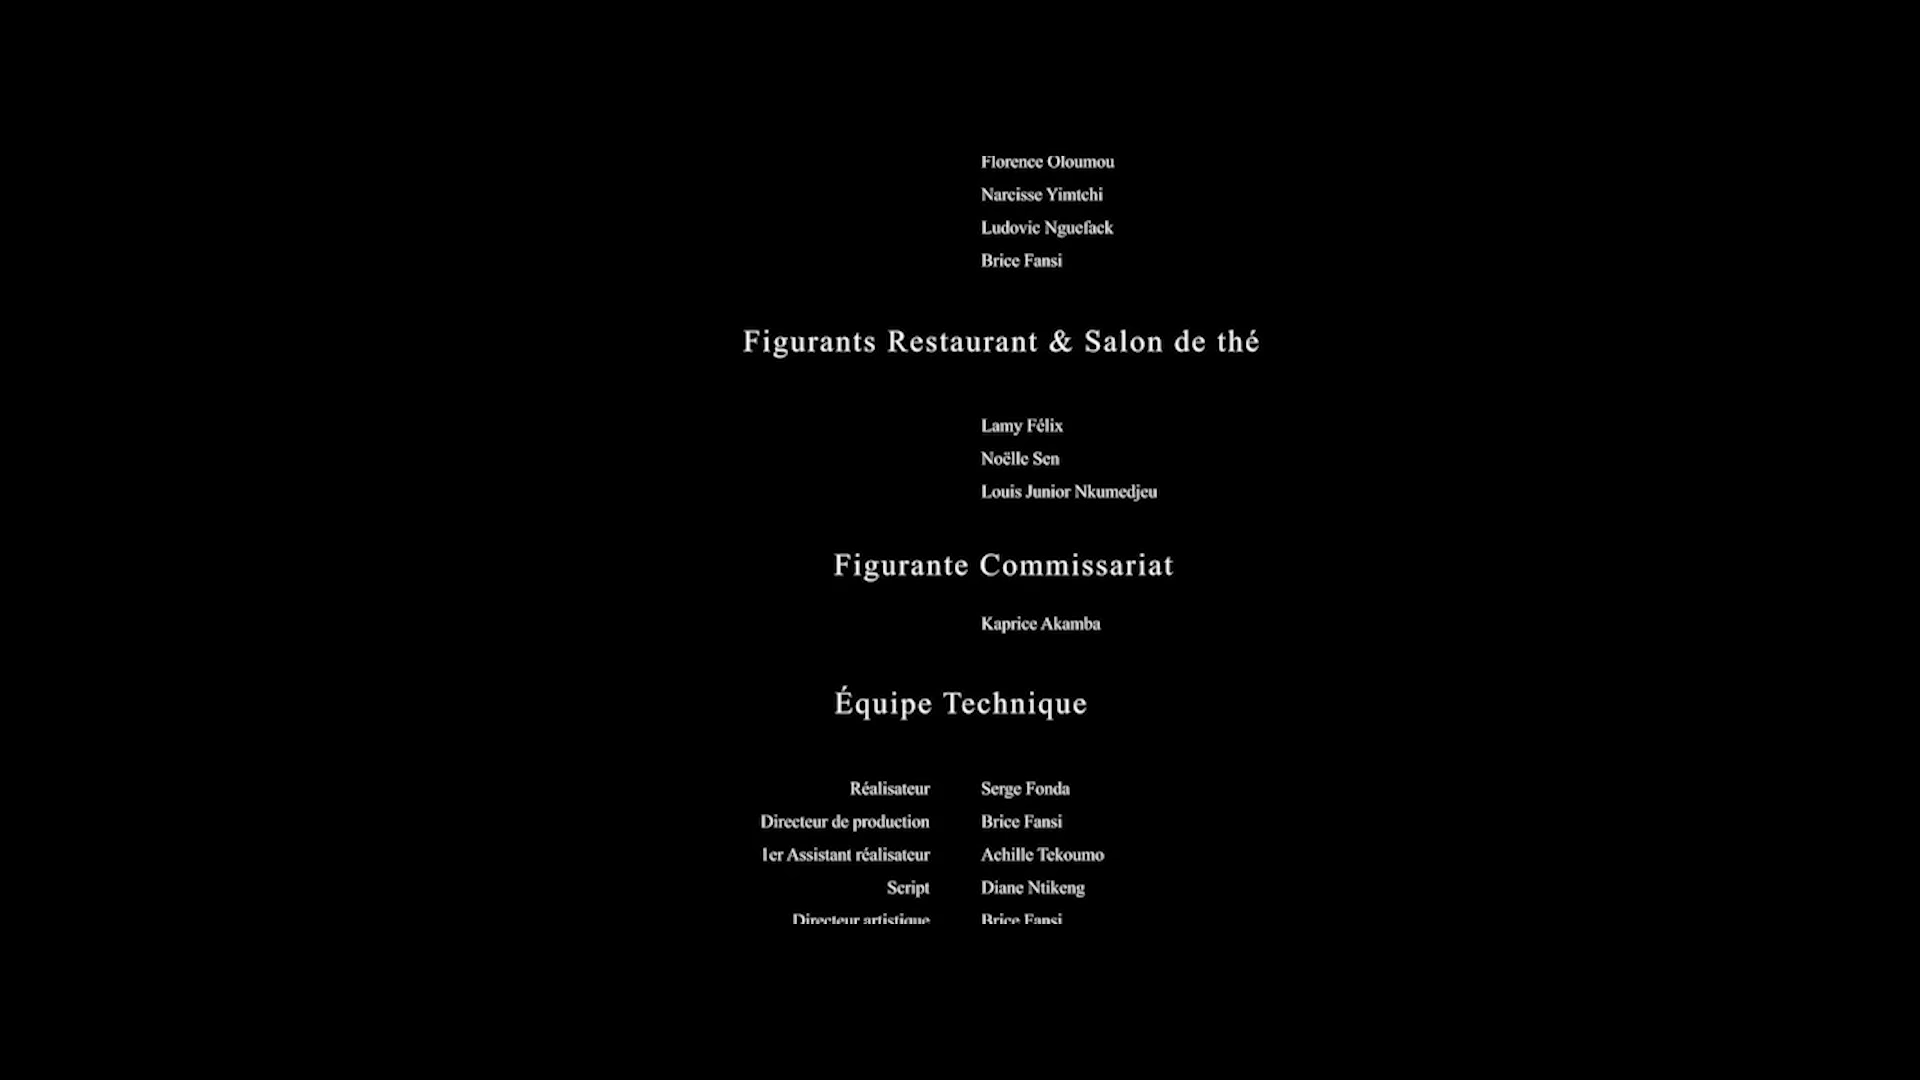 Florence Oloumou
Narcisse Yimtchi
Ludovic Nguefack
Brice Fansi
Figurants Restaurant & Salon de thé
Lamy Félix
Noëlle Sen
Louis Junior Nkumedjeu
Figurante Commissariat
Kaprice Akamba
Équipe Technique
Réalisateur Serge Fonda
Directeur de production Brice Fansi
1er Assistant réalisateur Achille Tekoumo
Script Diane Ntikeng
Directeur artistique Brice Fansi